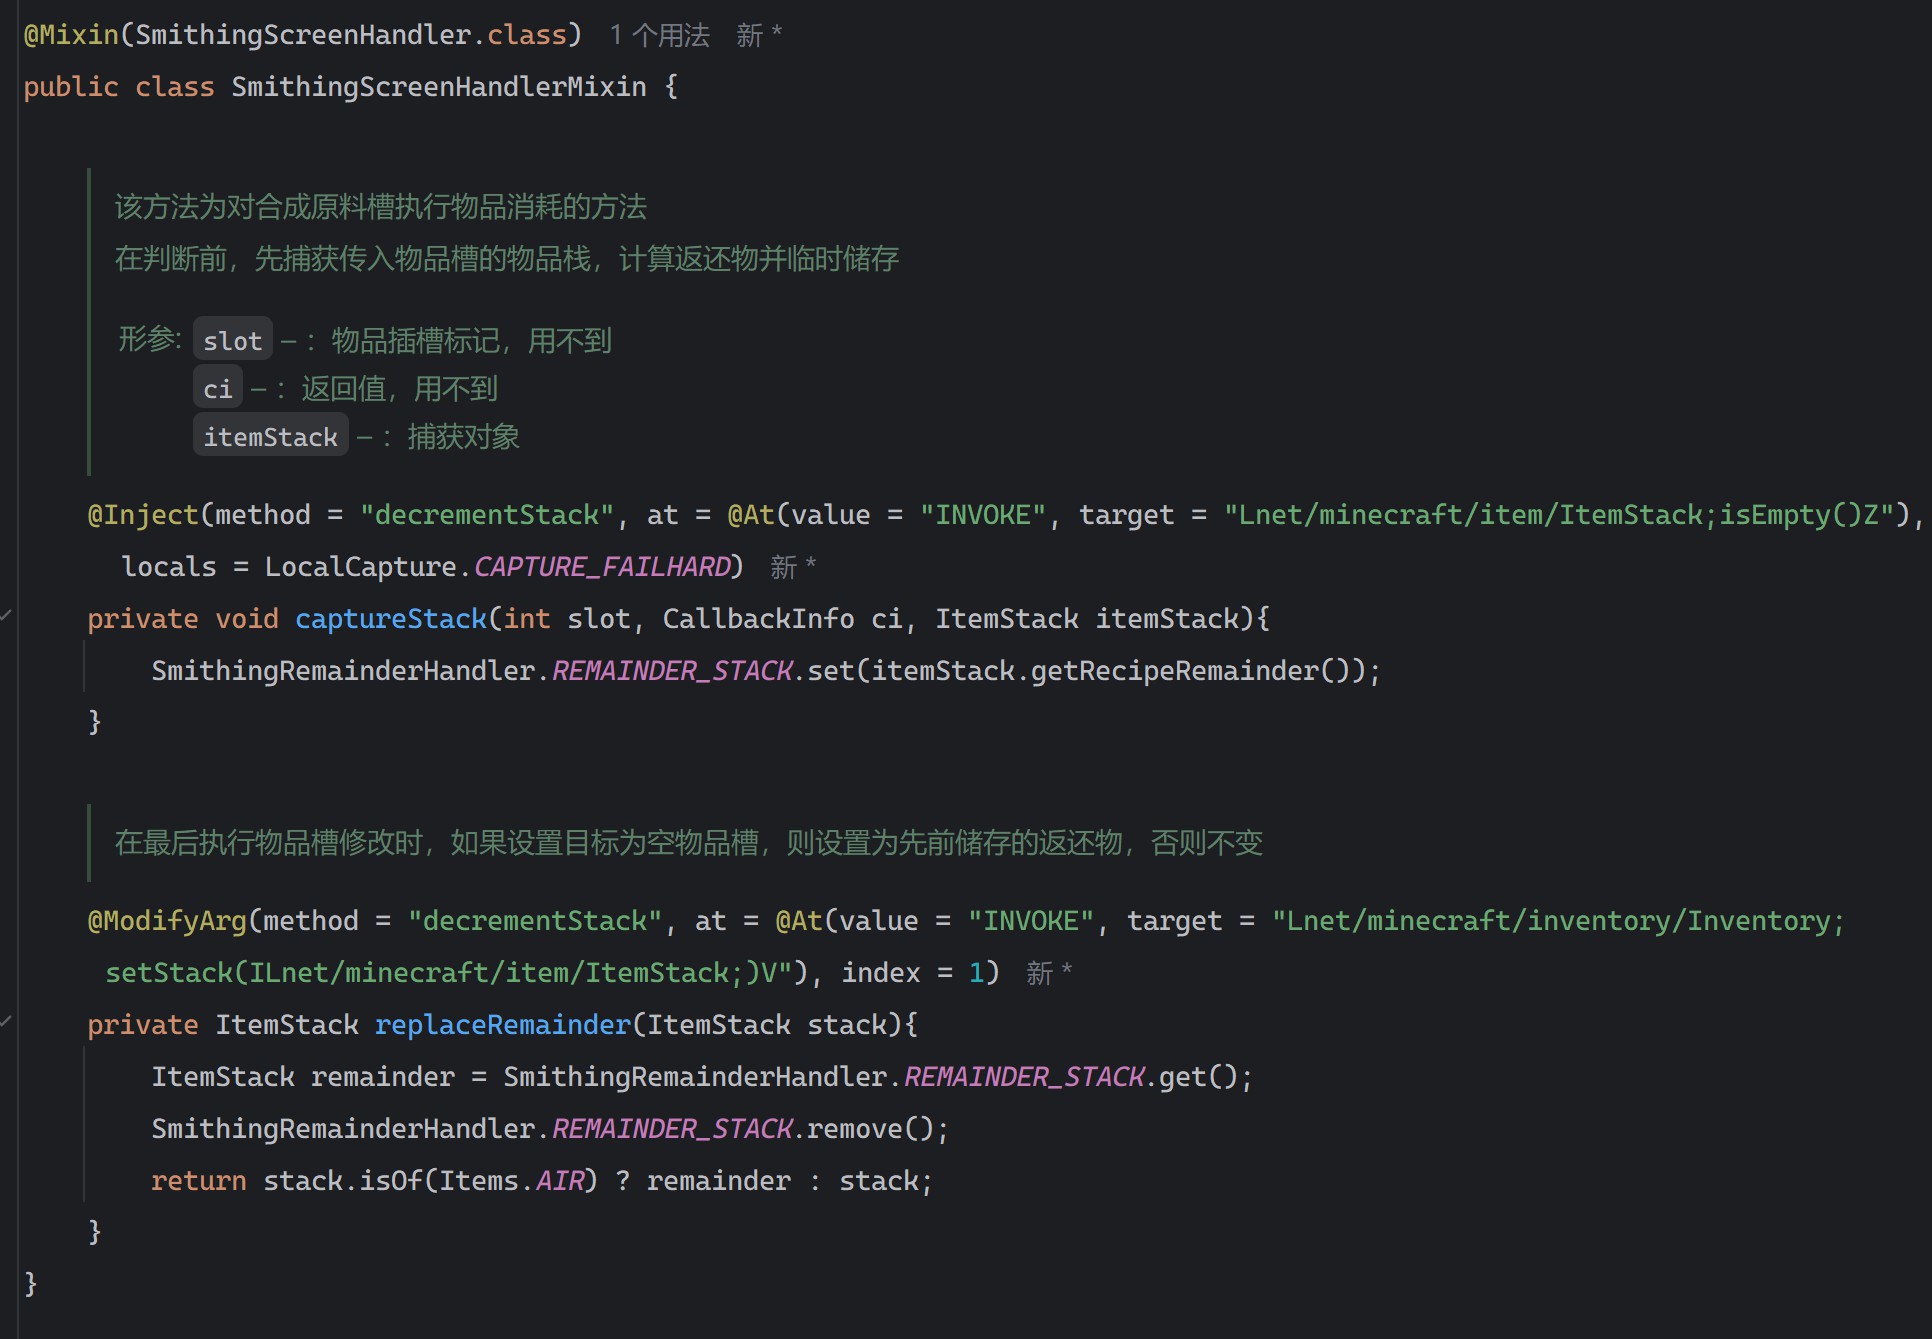 @Mixin(SmithingScreenHandler.class) 1 个用法 新 *
public class SmithingScreenHandlerMixin {
该方法为对合成原料槽执行物品消耗的方法
在判断前，先捕获传入物品槽的物品栈，计算返还物并临时储存
形参: slot – ：物品插槽标记，用不到
ci – ：返回值，用不到
itemStack – ：捕获对象
@Inject(method = "decrementStack", at = @At(value = "INVOKE", target = "Lnet/minecraft/item/ItemStack;isEmpty()Z"),
locals = LocalCapture.CAPTURE_FAILHARD) 新 *
private void captureStack(int slot, CallbackInfo ci, ItemStack itemStack){
SmithingRemainderHandler.REMAINDER_STACK.set(itemStack.getRecipeRemainder());
}
在最后执行物品槽修改时，如果设置目标为空物品槽，则设置为先前储存的返还物，否则不变
@ModifyArg(method = "decrementStack", at = @At(value = "INVOKE", target = "Lnet/minecraft/inventory/Inventory;
setStack(ILnet/minecraft/item/ItemStack;)V"), index = 1) 新 *
private ItemStack replaceRemainder(ItemStack stack){
ItemStack remainder = SmithingRemainderHandler.REMAINDER_STACK.get();
SmithingRemainderHandler.REMAINDER_STACK.remove();
return stack.isOf(Items.AIR) ? remainder : stack;
}
}